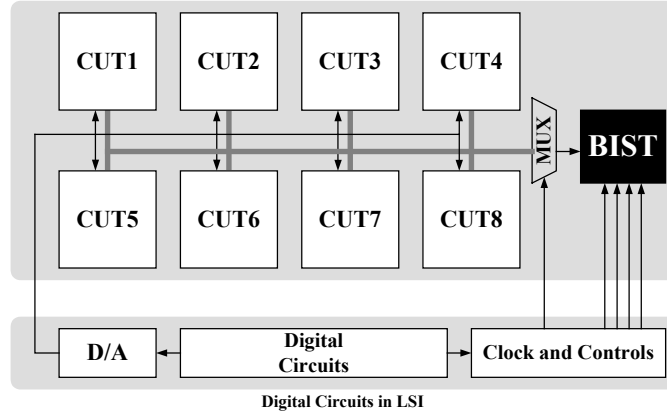 CUT1
CUT2
CUT3
CUT4
MUX
BIST
CUT5
CUT6
CUT7
CUT8
D/A
Digital
Circuits
Clock and Controls
Digital Circuits in LSI